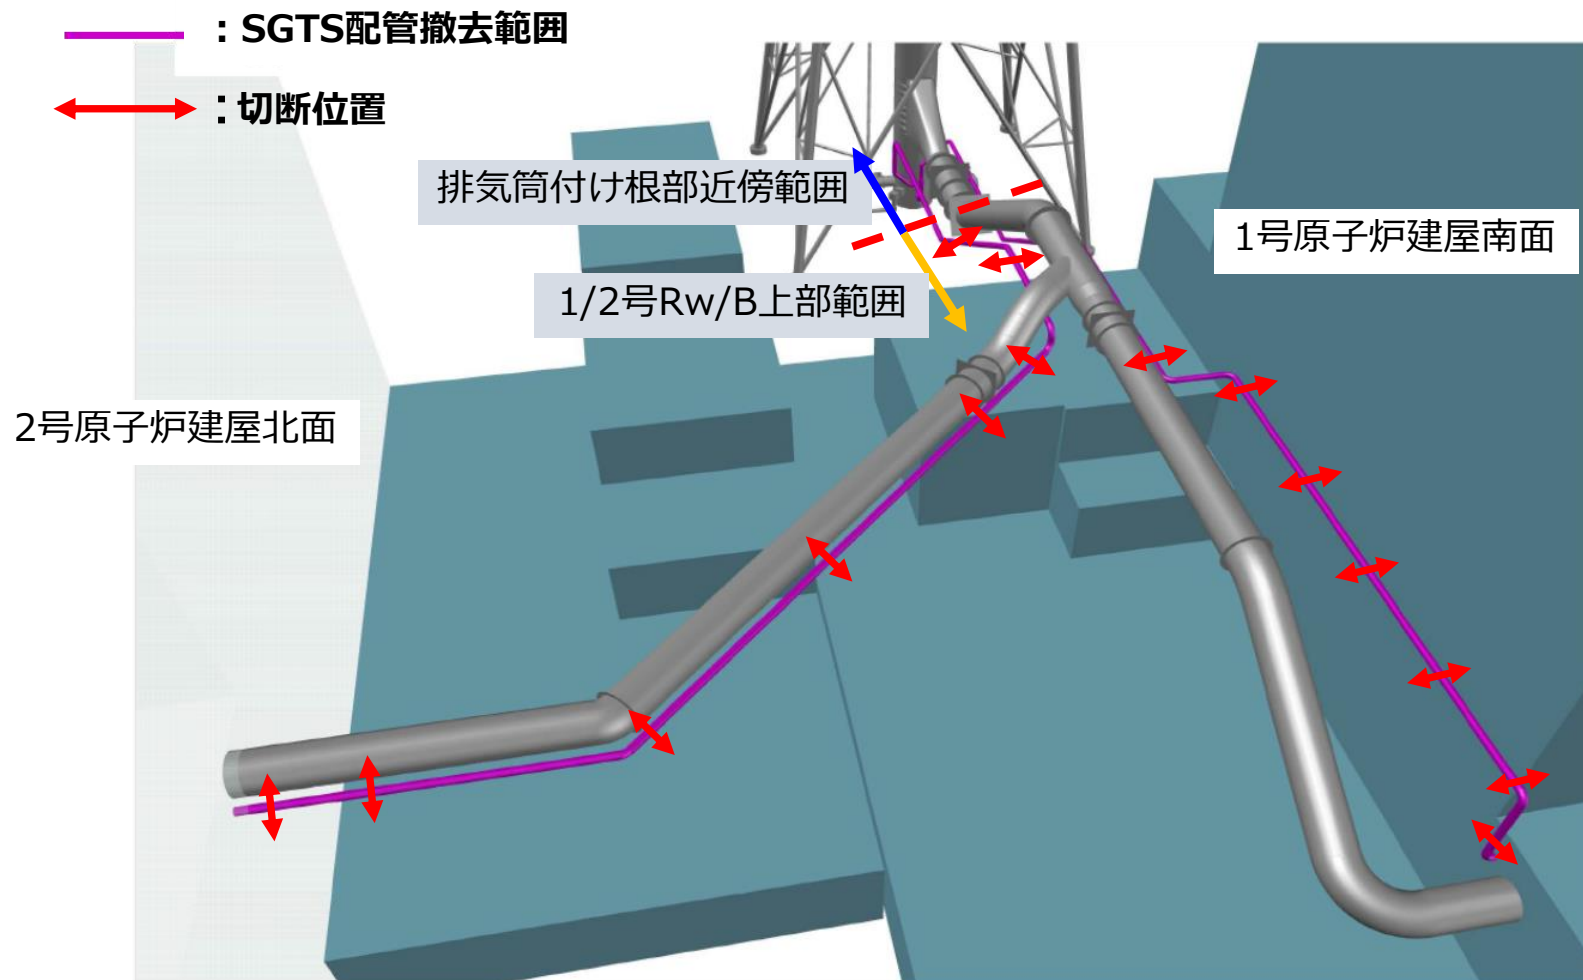 ：SGTS配管撤去範囲
：切断位置
排気筒付け根部近傍範囲
1号原子炉建屋南面
1/2号Rw/B上部範囲
2号原子炉建屋北面